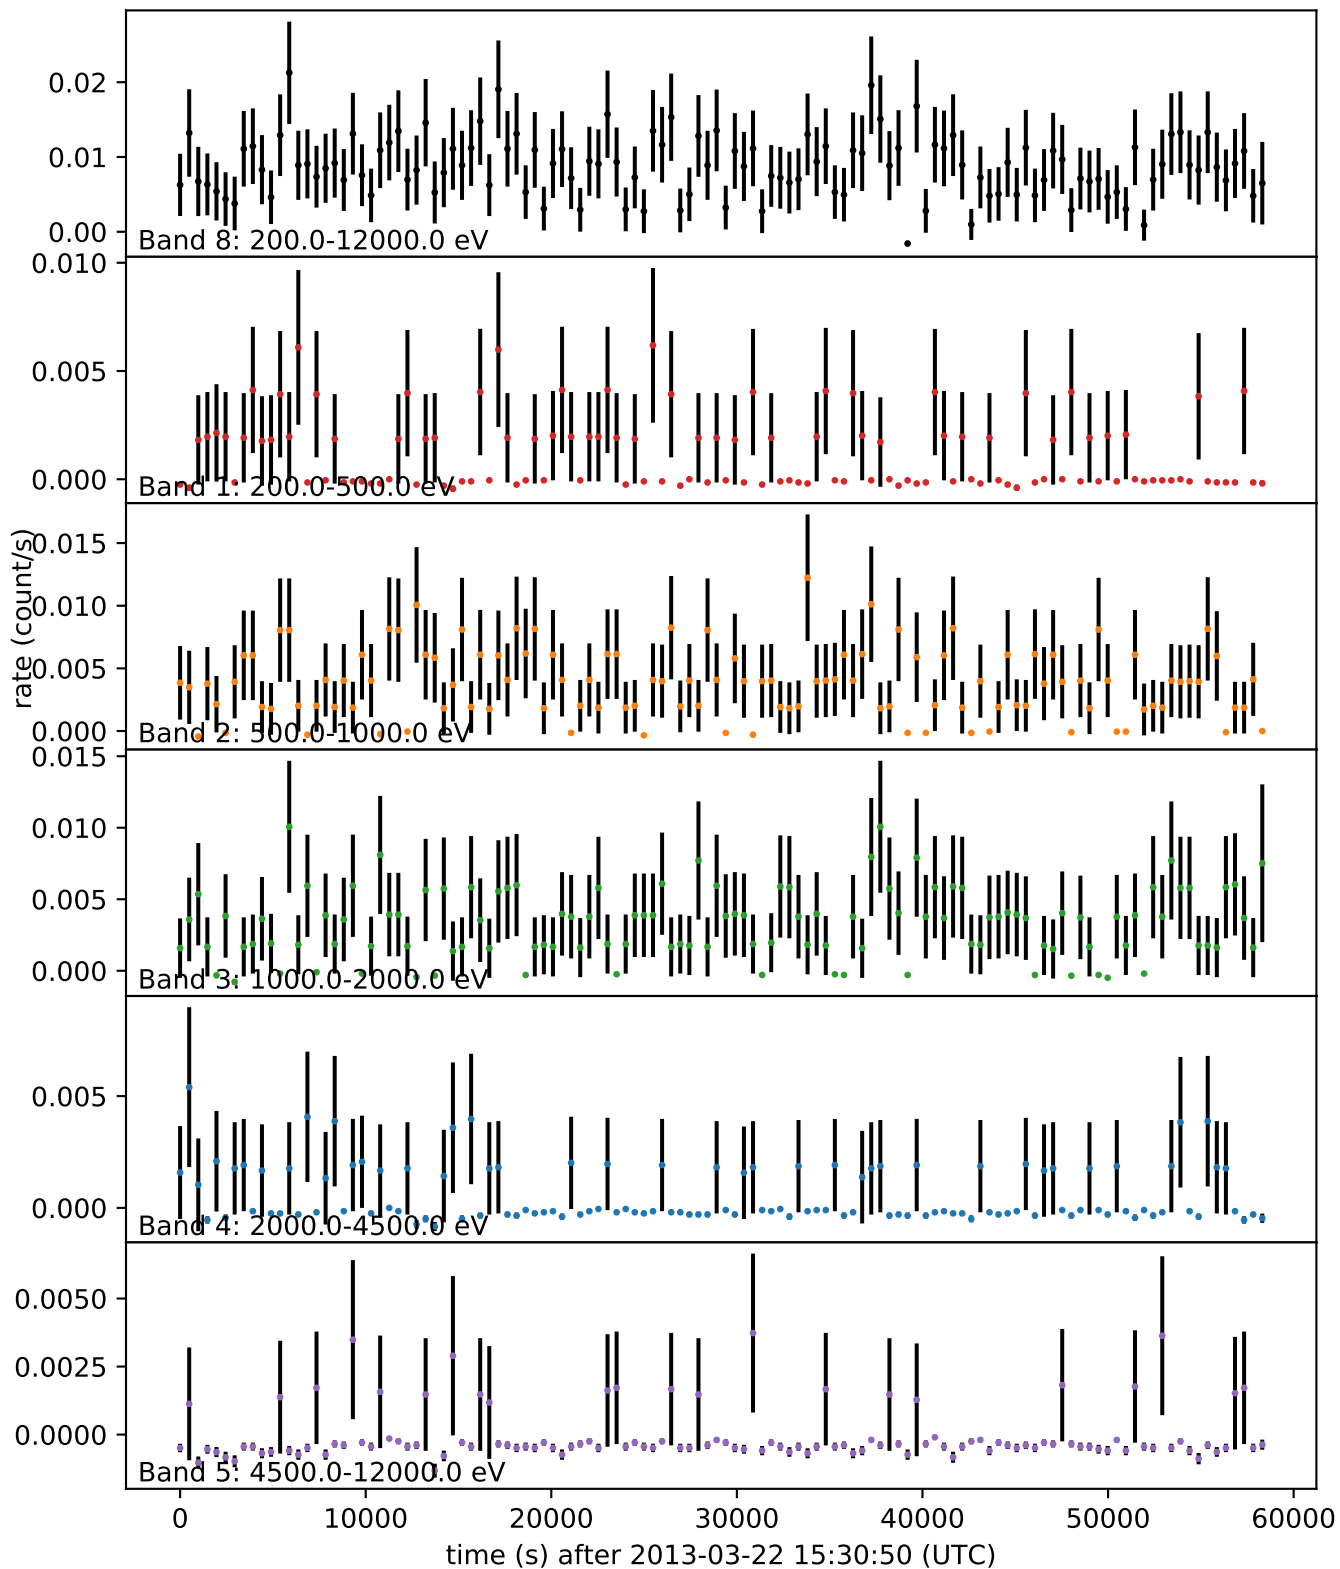 0.02
0.01
0.00
Band 8: 200.0-12000.0 eV
0.010
0.005
0.000
Band 1: 200.0-500.0 eV
rate (count/s)
0.015
0.010
0.005
0.000
Band 2: 500.0-1000.0 eV
0.015
0.010
0.005
0.000
Band 3: 1000.0-2000.0 eV
0.005
0.000
Band 4: 2000.0-4500.0 eV
0.0050
0.0025
0.0000
Band 5: 4500.0-12000.0 eV
0 10000 20000 30000 40000 50000 60000
time (s) after 2013-03-22 15:30:50 (UTC)